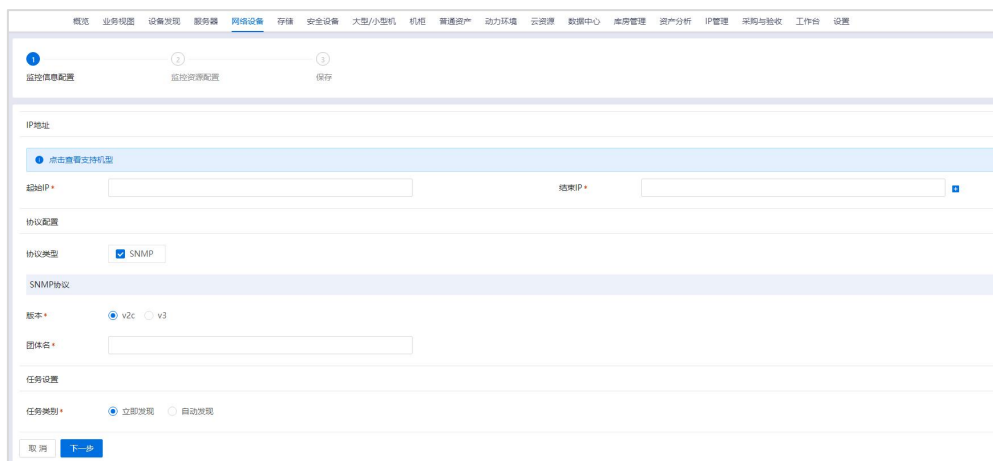 概览 业务视图 设备发现 服务器 网络设备 存储 安全设备 大型/小型机 机柜 普通资产 动力环境 云资源 数据中心 库房管理 资产分析 IP管理 采购与验收 工作台 设置
1 2 3
监控信息配置 监控资源配置 保存
IP地址
点击查看支持机型
起始IP* 结束IP*
协议配置
协议类型 SNMP
SNMP协议
版本* v2c v3
团体名*
任务设置
任务类别* 立即发现 自动发现
取消 下一步